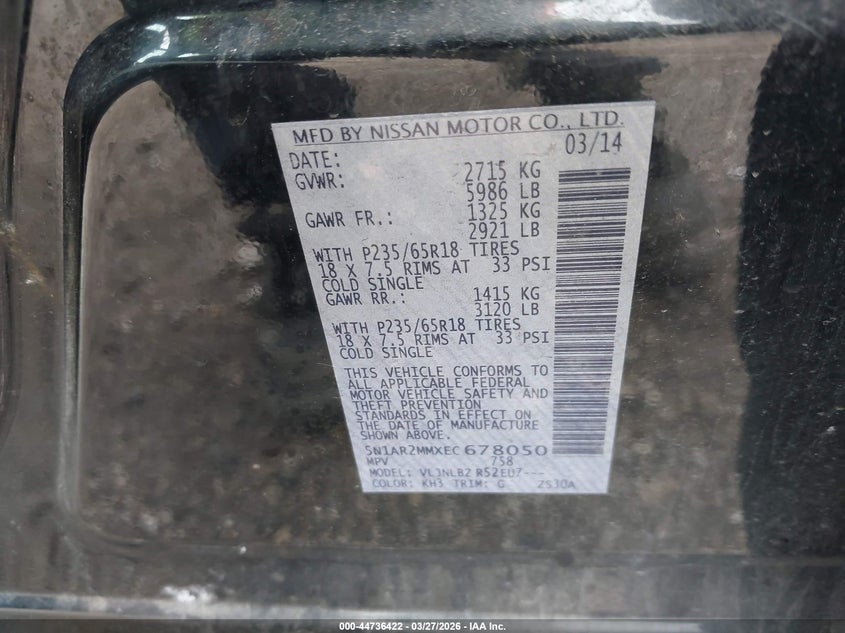 MFD BY NISSAN MOTOR CO., LTD.
DATE: 03/14
GVWR: 2715 KG
5986 LB
GAWR FR.: 1325 KG
2921 LB
WITH P235/65R18 TIRES
18 X 7.5 RIMS AT 33 PSI
COLD SINGLE
GAWR RR.: 1415 KG
3120 LB
WITH P235/65R18 TIRES
18 X 7.5 RIMS AT 33 PSI
COLD SINGLE
THIS VEHICLE CONFORMS TO
ALL APPLICABLE FEDERAL
MOTOR VEHICLE SAFETY AND
THEFT PREVENTION
STANDARDS IN EFFECT ON
THE DATE OF MANUFACTURE
SHOWN ABOVE.
5N1AR2MMXEC678050
MPV 758
MODEL: VLJNLB2 R52EU7---
COLOR: KH3 TRIM: G ZS30A
000-44736422 - 03/27/2026 - IAA Inc.